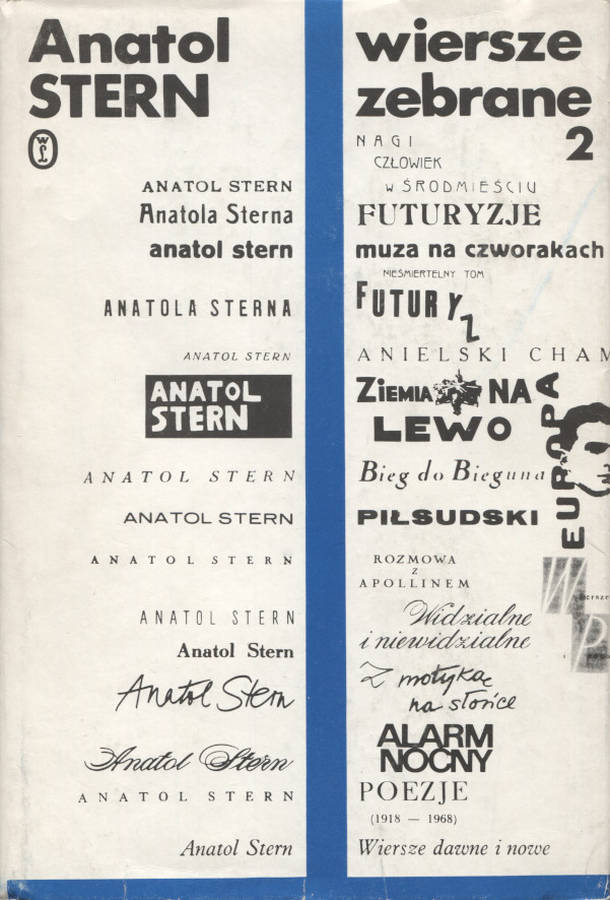 Anatol
STERN
WL
ANATOL STERN
Anatola Sterna
anatol stern
ANATOLA STERNA
ANATOL STERN
ANATOL
STERN
ANATOL STERN
ANATOL STERN
ANATOL STERN
ANATOL STERN
Anatol Stern
Anatol Stern
Anatol Stern
ANATOL STERN
Anatol Stern
wiersze
zebrane
2
NAGI
CZŁOWIEK
W ŚRODMIEŚCIU
FUTURYZJE
muza na czworakach
NIEŚMIERTELNY TOM
FUTURYZ
ANIELSKI CHAM
ZIEMIA NA
LEWO
EUROPA
Bieg do Bieguna
PIŁSUDSKI
ROZMOWA
Z
APOLLINEM
W
Wiersze
P
Widzialne
i niewidzialne
Z motyką
na słońce
ALARM
NOCNY
POEZJE
(1918 — 1968)
Wiersze dawne i nowe